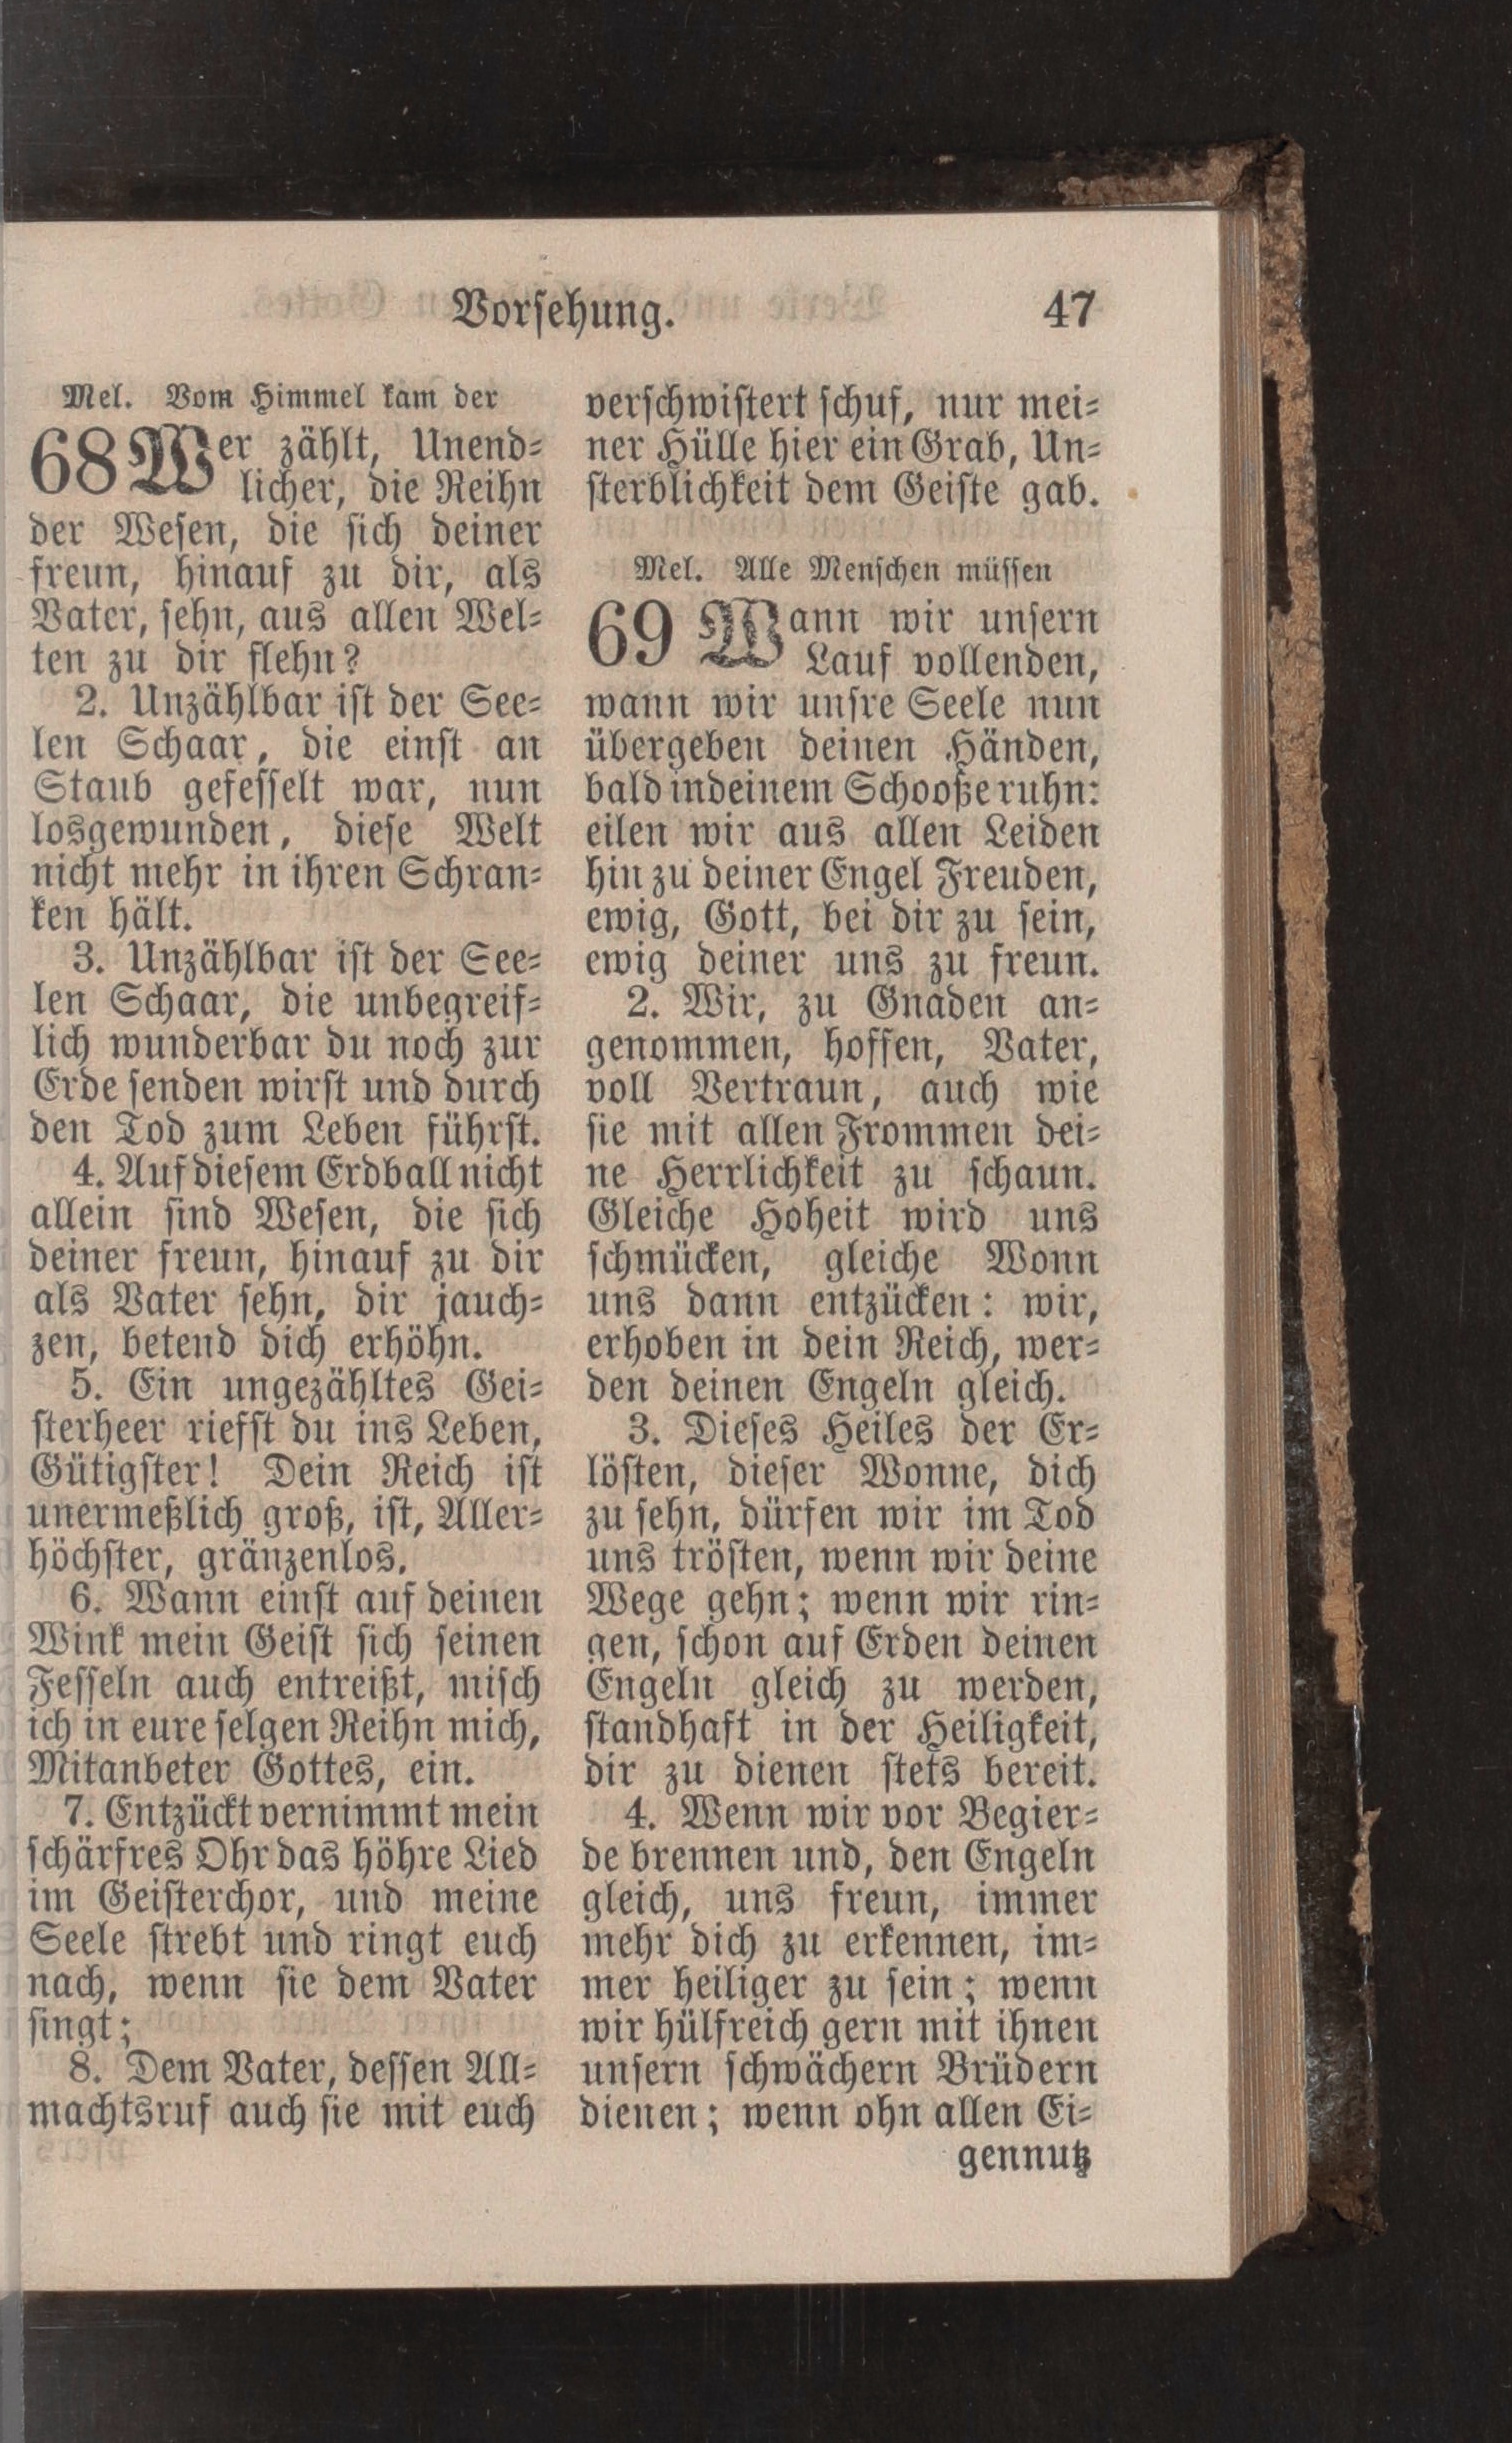 Vorsehung. 47
Mel. Vom Himmel kam der
68 Wer zählt, Unend-
licher, die Reihn
der Wesen, die sich deiner
freun, hinauf zu dir, als
Vater, sehn, aus allen Wel-
ten zu dir flehn?
2. Unzählbar ist der See-
len Schaar, die einst an
Staub gefesselt war, nun
losgewunden, diese Welt
nicht mehr in ihren Schran-
ken hält.
3. Unzählbar ist der See-
len Schaar, die unbegreif-
lich wunderbar du noch zur
Erde senden wirst und durch
den Tod zum Leben führst.
4. Auf diesem Erdball nicht
allein sind Wesen, die sich
deiner freun, hinauf zu dir
als Vater sehn, dir jauch-
zen, betend dich erhöhn.
5. Ein ungezähltes Gei-
sterheer riefst du ins Leben,
Gütigster! Dein Reich ist
unermeßlich groß, ist, Aller-
höchster, gränzenlos.
6. Wann einst auf deinen
Wink mein Geist sich seinen
Fesseln auch entreißt, misch
ich in eure selgen Reihn mich,
Mitanbeter Gottes, ein.
7. Entzückt vernimmt mein
schärfres Ohr das höhre Lied
im Geisterchor, und meine
Seele strebt und ringt euch
nach, wenn sie dem Vater
singt;
8. Dem Vater, dessen All-
machtsruf auch sie mit euch
verschwistert schuf, nur mei-
ner Hülle hier ein Grab, Un-
sterblichkeit dem Geiste gab.
Mel. Alle Menschen müssen
69 Wann wir unsern
Lauf vollenden,
wann wir unsre Seele nun
übergeben deinen Händen,
bald in deinem Schooße ruhn:
eilen wir aus allen Leiden
hin zu deiner Engel Freuden,
ewig, Gott, bei dir zu sein,
ewig deiner uns zu freun.
2. Wir, zu Gnaden an-
genommen, hoffen, Vater,
voll Vertraun, auch wie
sie mit allen Frommen dei-
ne Herrlichkeit zu schaun.
Gleiche Hoheit wird uns
schmücken, gleiche Wonn
uns dann entzücken: wir,
erhoben in dein Reich, wer-
den deinen Engeln gleich.
3. Dieses Heiles der Er-
lösten, dieser Wonne, dich
zu sehn, dürfen wir im Tod
uns trösten, wenn wir deine
Wege gehn; wenn wir rin-
gen, schon auf Erden deinen
Engeln gleich zu werden,
standhaft in der Heiligkeit,
dir zu dienen stets bereit.
4. Wenn wir vor Begier-
de brennen und, den Engeln
gleich, uns freun, immer
mehr dich zu erkennen, im-
mer heiliger zu sein; wenn
wir hülfreich gern mit ihnen
unsern schwächern Brüdern
dienen; wenn ohn allen Ei-
gennutz